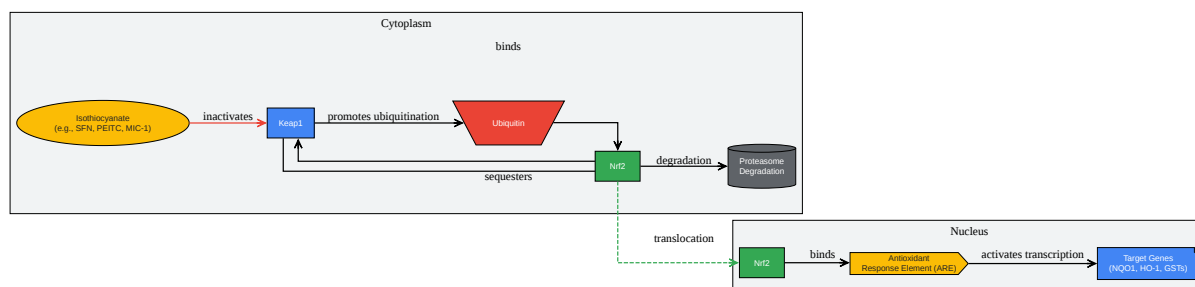 Cytoplasm
binds
Isothiocyanate
(e.g., SFN, PEITC, MIC-1)
inactivates
Keap1
promotes ubiquitination
Ubiquitin
Nrf2
sequesters
degradation
Proteasome
Degradation
translocation
Nucleus
Nrf2
binds
Antioxidant
Response Element (ARE)
activates transcription
Target Genes
(NQO1, HO-1, GSTs)